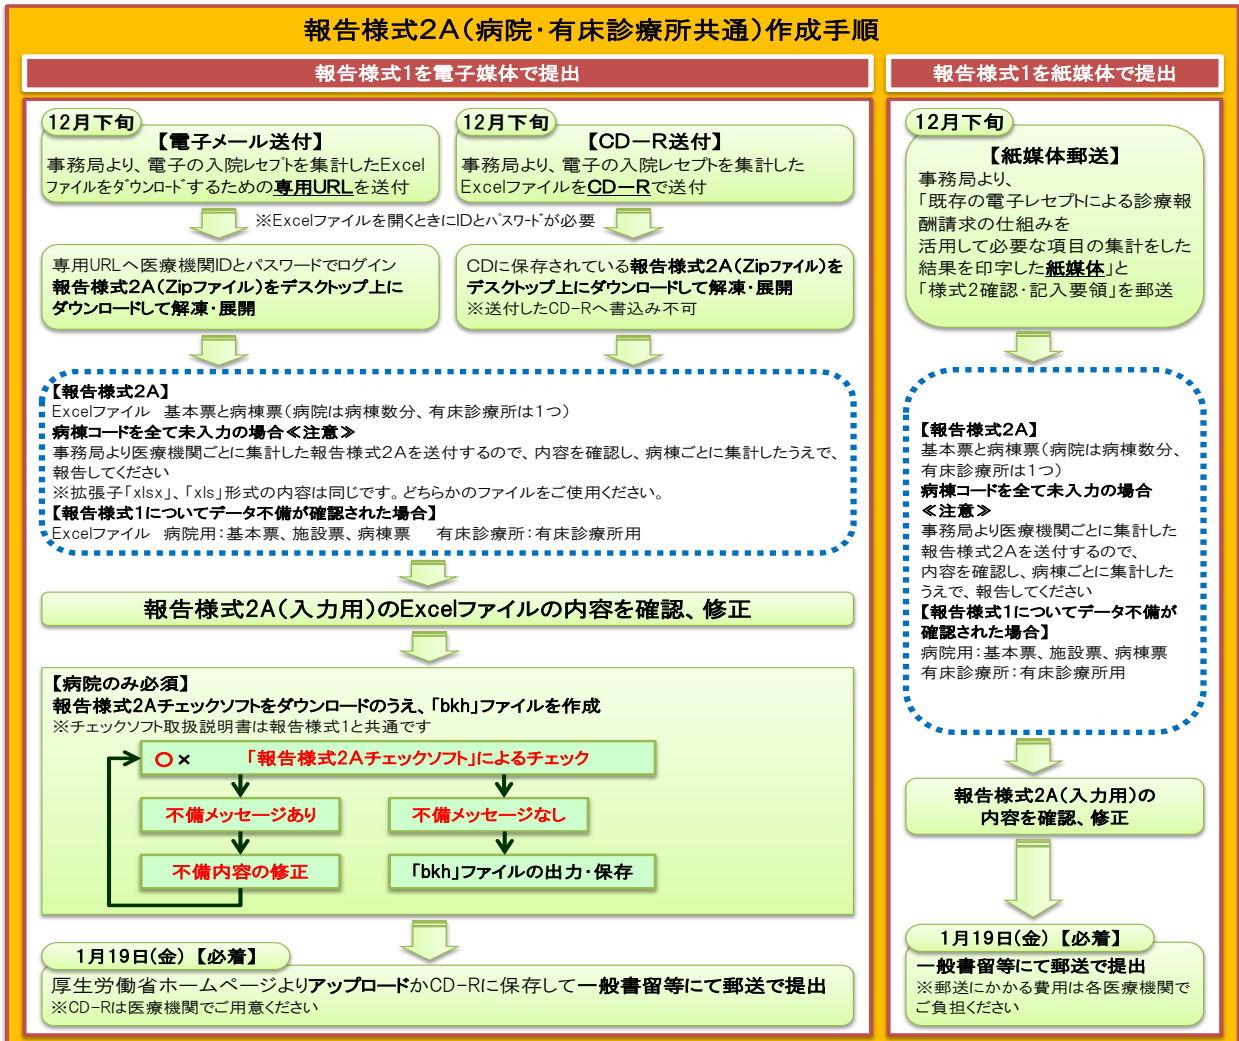 報告様式2A(病院・有床診療所共通)作成手順
報告様式1を電子媒体で提出
12月下旬
【電子メール送付】
事務局より、電子の入院レセプトを集計したExcel
ファイルをダウンロードするための専用URLを送付
12月下旬
【CD-R送付】
事務局より、電子の入院レセプトを集計した
ExcelファイルをCD-Rで送付
※Excelファイルを開くときにIDとパスワードが必要
専用URLへ医療機関IDとパスワードでログイン
報告様式2A(Zipファイル)をデスクトップ上に
ダウンロードして解凍・展開
CDに保存されている報告様式2A(Zipファイル)を
デスクトップ上にダウンロードして解凍・展開
※送付したCD-Rへ書込み不可
【報告様式2A】
Excelファイル 基本票と病棟票(病院は病棟数分、有床診療所は1つ)
病棟コードを全て未入力の場合≪注意≫
事務局より医療機関ごとに集計した報告様式2Aを送付するので、内容を確認し、病棟ごとに集計したうえで、
報告してください
※拡張子「xlsx」、「xls」形式の内容は同じです。どちらかのファイルをご使用ください。
【報告様式1についてデータ不備が確認された場合】
Excelファイル 病院用:基本票、施設票、病棟票 有床診療所:有床診療所用
報告様式2A(入力用)のExcelファイルの内容を確認、修正
【病院のみ必須】
報告様式2Aチェックソフトをダウンロードのうえ、「bkh」ファイルを作成
※チェックソフト取扱説明書は報告様式1と共通です
○× 「報告様式2Aチェックソフト」によるチェック
不備メッセージあり
不備メッセージなし
不備内容の修正
「bkh」ファイルの出力・保存
1月19日(金)【必着】
厚生労働省ホームページよりアップロードかCD-Rに保存して一般書留等にて郵送で提出
※CD-Rは医療機関でご用意ください
報告様式1を紙媒体で提出
12月下旬
【紙媒体郵送】
事務局より、
「既存の電子レセプトによる診療報
酬請求の仕組みを
活用して必要な項目の集計をした
結果を印字した紙媒体」と
「様式2確認・記入要領」を郵送
【報告様式2A】
基本票と病棟票(病院は病棟数分、
有床診療所は1つ)
病棟コードを全て未入力の場合
≪注意≫
事務局より医療機関ごとに集計した
報告様式2Aを送付するので、
内容を確認し、病棟ごとに集計した
うえで、報告してください
【報告様式1についてデータ不備が
確認された場合】
病院用:基本票、施設票、病棟票
有床診療所:有床診療所用
報告様式2A(入力用)の
内容を確認、修正
1月19日(金)【必着】
一般書留等にて郵送で提出
※郵送にかかる費用は各医療機関で
ご負担ください